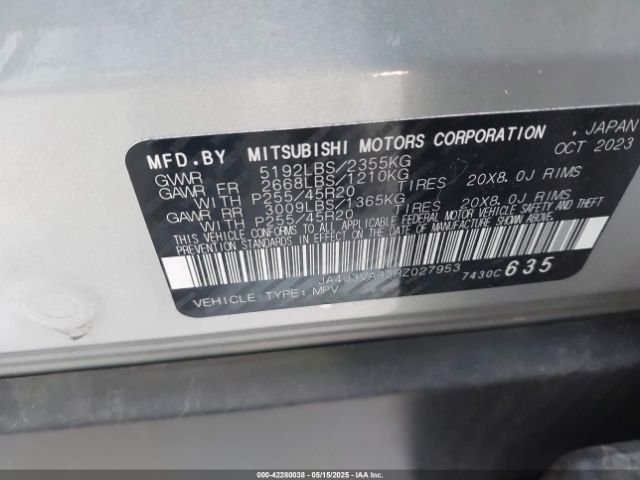 MFD.BY MITSUBISHI MOTORS CORPORATION . JAPAN
GVWR 5192LBS/2355KG OCT 2023
GAWR FR 2668LBS/1210KG
WITH P255/45R20 TIRES 20X8.0J RIMS
GAWR RR 3009LBS/1365KG
WITH P255/45R20 TIRES 20X8.0J RIMS
THIS VEHICLE CONFORMS TO ALL APPLICABLE FEDERAL MOTOR VEHICLE SAFETY AND THEFT
PREVENTION STANDARDS IN EFFECT ON THE DATE OF MANUFACTURE SHOWN ABOVE.
JA4J3VA83RZ027953 7430C 635
VEHICLE TYPE: MPV
000-42280038 - 05/15/2025 - IAAI.COM